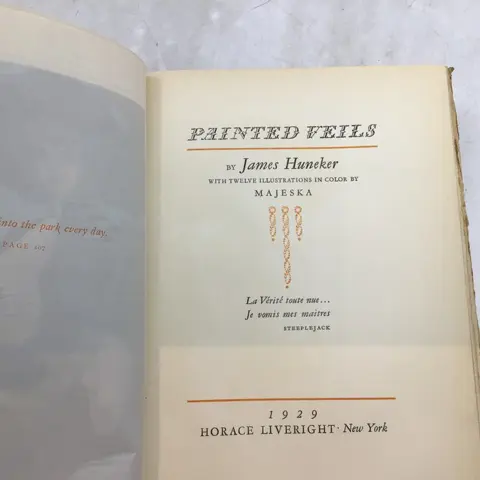 into the park every day.
PAGE 107
PAINTED VEILS
BY James Huneker
WITH TWELVE ILLUSTRATIONS IN COLOR BY
MAJESKA
La Vérité toute nue...
Je vomis mes maitres
STEEPLEJACK
1929
HORACE LIVERIGHT · New York